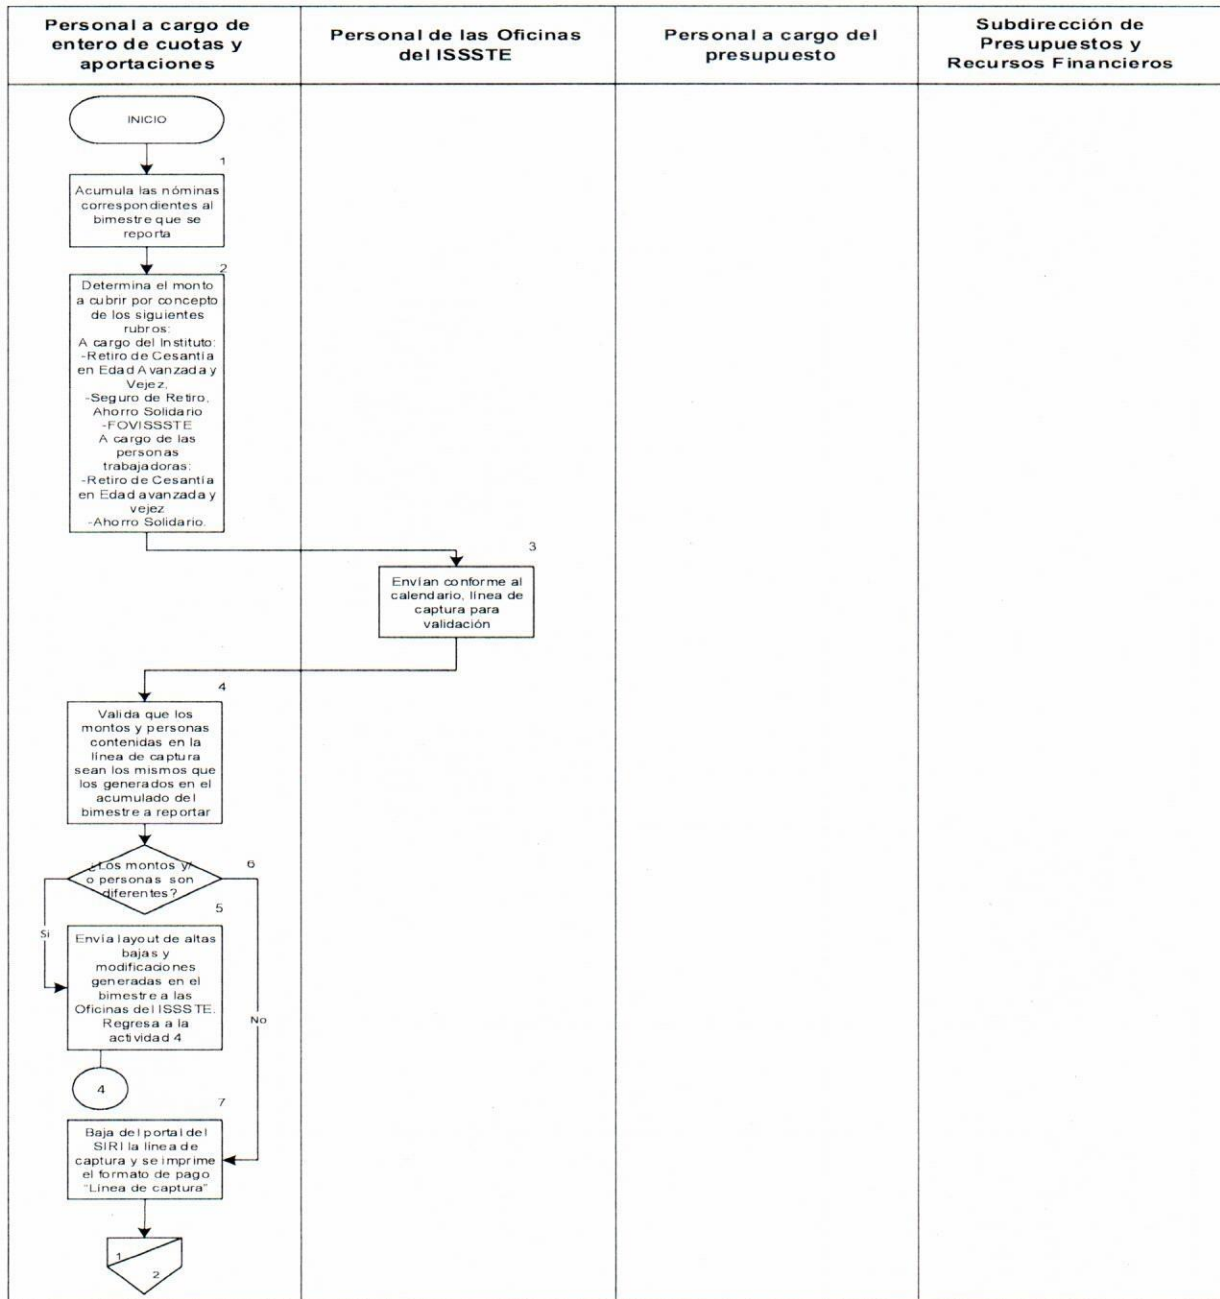 Personal a cargo de
entero de cuotas y
aportaciones
Personal de las Oficinas
del ISSSTE
Personal a cargo del
presupuesto
Subdirección de
Presupuestos y
Recursos Financieros
INICIO
1
Acumula las nóminas
correspondientes al
bimestre que se
reporta
2
Determina el monto
a cubrir por concepto
de los siguientes
rubros:
A cargo del Instituto:
-Retiro de Cesantía
en Edad Avanzada y
Vejez,
-Seguro de Retiro,
Ahorro Solidario
-FOVISSSTE
A cargo de las
personas
trabajadoras:
-Retiro de Cesantía
en Edad avanzada y
vejez
-Ahorro Solidario.
3
Envían conforme al
calendario, línea de
captura para
validación
4
Valida que los
montos y personas
contenidas en la
línea de captura
sean los mismos que
los generados en el
acumulado del
bimestre a reportar
6
¿Los montos y/
o personas son
diferentes?
5
Si
Envía layout de altas
bajas y
modificaciones
generadas en el
bimestre a las
Oficinas del ISSSTE.
Regresa a la
actividad 4
No
4
7
Baja del portal del
SIRI la línea de
captura y se imprime
el formato de pago
"Línea de captura"
1
2